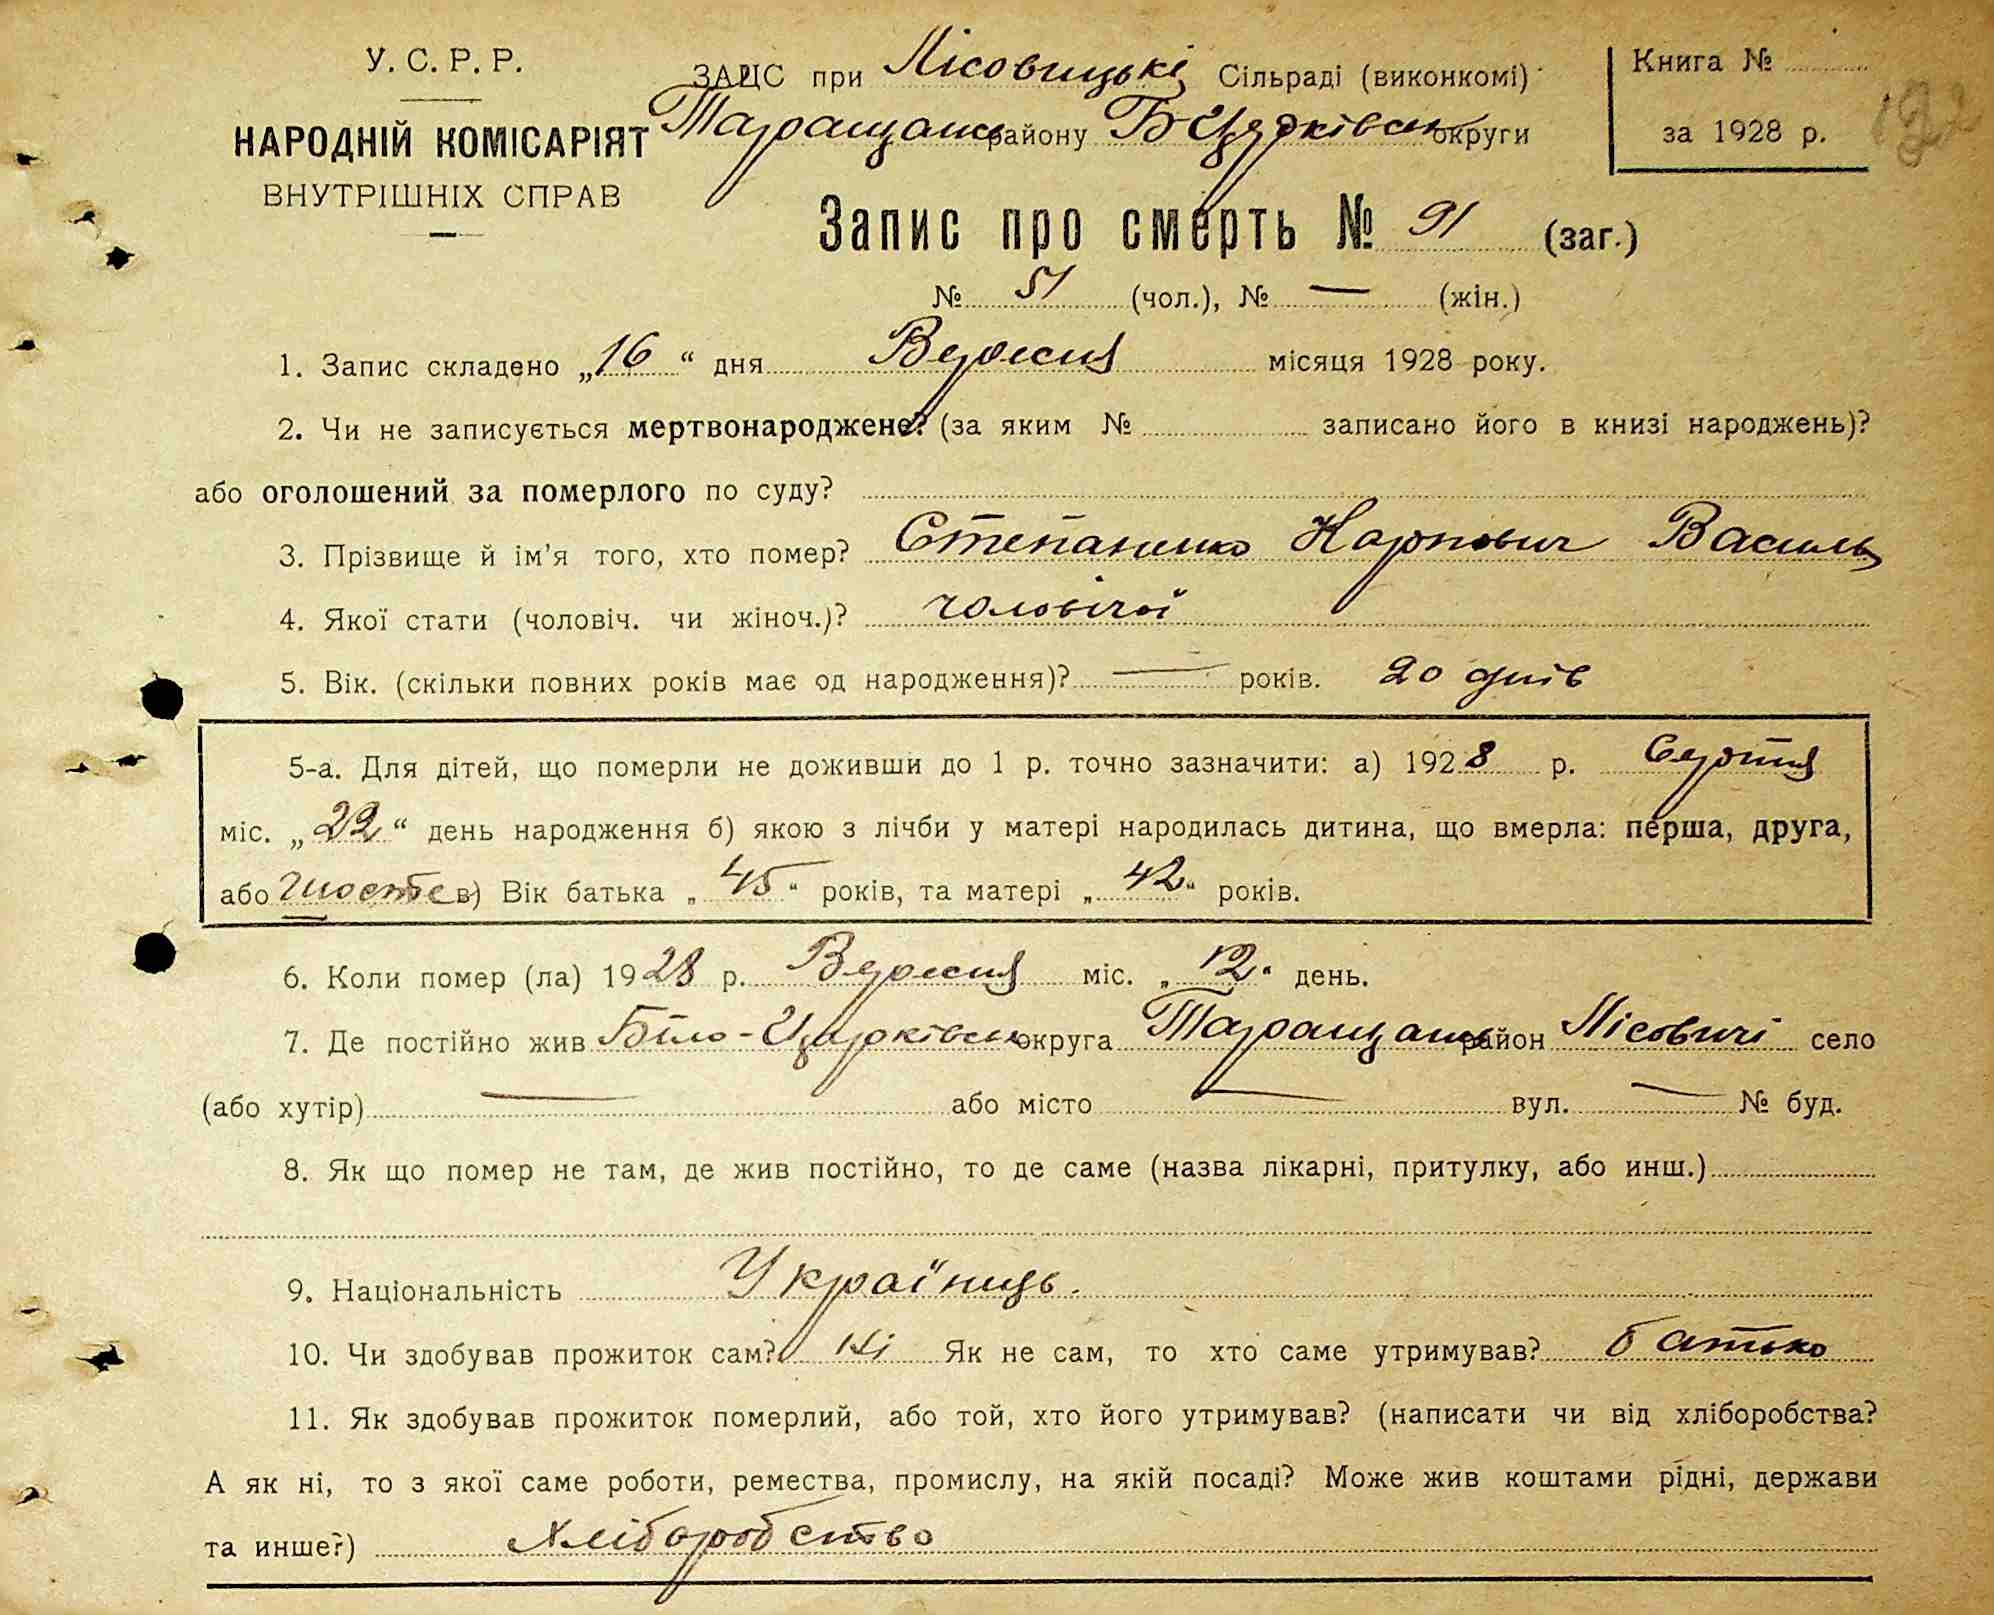 У. С. Р. Р.
НАРОДНІЙ КОМІСАРІЯТ
ВНУТРІШНІХ СПРАВ
ЗАЦС при Лісовицькі Сільраді (виконкомі)
Таращанс району Б Церківськ округи
Книга №
за 1928 р.
122
Запис про смерть № 91 (заг.)
№ 51 (чол.), № — (жін.)
1. Запис складено „16“ дня Вересня місяця 1928 року.
2. Чи не записується мертвонароджене? (за яким № записано його в книзі народжень)?
або оголошений за померлого по суду?
3. Прізвище й ім'я того, хто помер? Степаненко Карпович Василь
4. Якої стати (чоловіч. чи жіноч.)? чоловічої
5. Вік. (скільки повних років має од народження)? — років. 20 днів
5-а. Для дітей, що померли не доживши до 1 р. точно зазначити: а) 1928 р. Серпня
міс. „22“ день народження б) якою з лічби у матері народилась дитина, що вмерла: перша, друга,
або шосте в) Вік батька „45“ років, та матері „42“ років.
6. Коли помер (ла) 1928 р. Вересня міс. „12“ день.
7. Де постійно жив Біло-Церківськ округа Таращанс район Лісовичі село
(або хутір) — або місто — вул. — № буд.
8. Як що помер не там, де жив постійно, то де саме (назва лікарні, притулку, або инш.)
9. Національність Україниць.
10. Чи здобував прожиток сам? Ні Як не сам, то хто саме утримував? батько
11. Як здобував прожиток померлий, або той, хто його утримував? (написати чи від хліборобства?
А як ні, то з якої саме роботи, ремества, промислу, на якій посаді? Може жив коштами рідні, держави
та инше?) Хліборобство